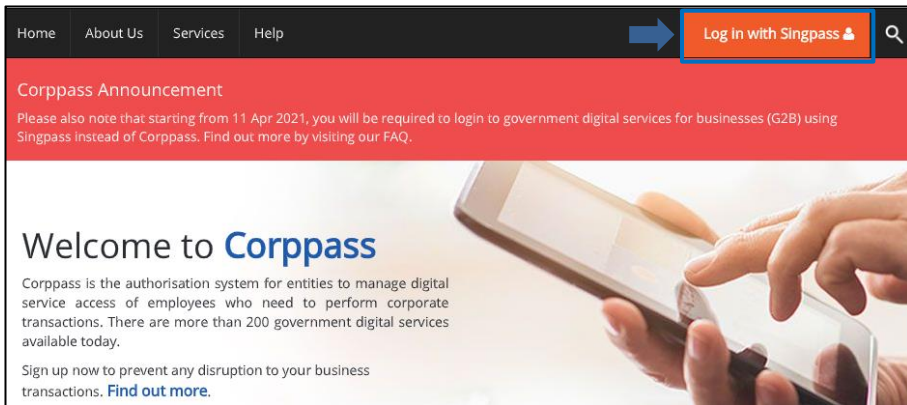 Home About Us Services Help Log in with Singpass
Corppass Announcement
Please also note that starting from 11 Apr 2021, you will be required to login to government digital services for businesses (G2B) using
Singpass instead of Corppass. Find out more by visiting our FAQ.
Welcome to Corppass
Corppass is the authorisation system for entities to manage digital
service access of employees who need to perform corporate
transactions. There are more than 200 government digital services
available today.
Sign up now to prevent any disruption to your business
transactions. Find out more.